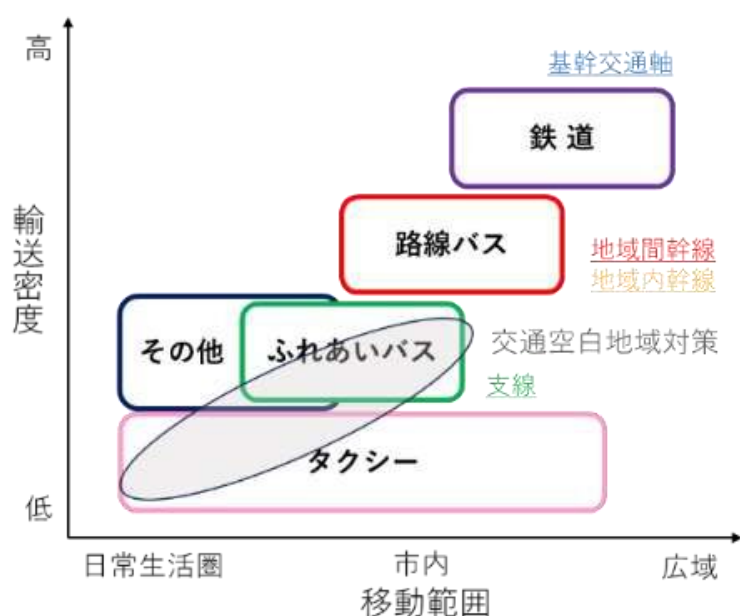 高
基幹交通軸
鉄 道
輸送密度
路線バス
地域間幹線
地域内幹線
その他
ふれあいバス
交通空白地域対策
支線
タクシー
低
日常生活圏
市内
広域
移動範囲